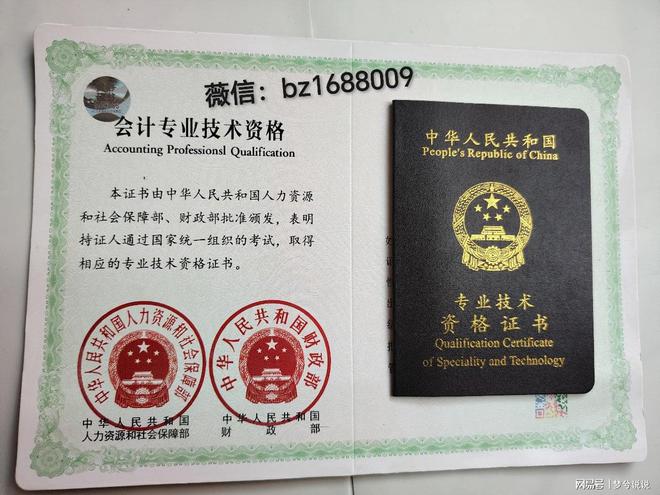 薇信：bz1688009
会计专业技术资格
Accounting Professionsl Qualification
本证书由中华人民共和国人力资源
和社会保障部、财政部批准颁发，表明
持证人通过国家统一组织的考试，取得
相应的专业技术资格证书。
中华人民共和国人力资源和社会保障部
中华人民共和国财政部
中华人民共和国
人力资源和社会保障部
中华人民共和国
财政部
中华人民共和国
People's Republic of China
专业技术
资格证书
Qualification Certificate
of Speciality and Technology
网易号 | 梦兮说说